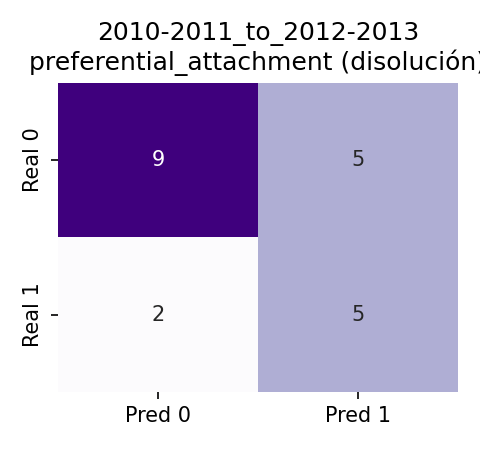 2010-2011_to_2012-2013
preferential_attachment (disolución)
Real 0
9
5
Real 1
2
5
Pred 0
Pred 1